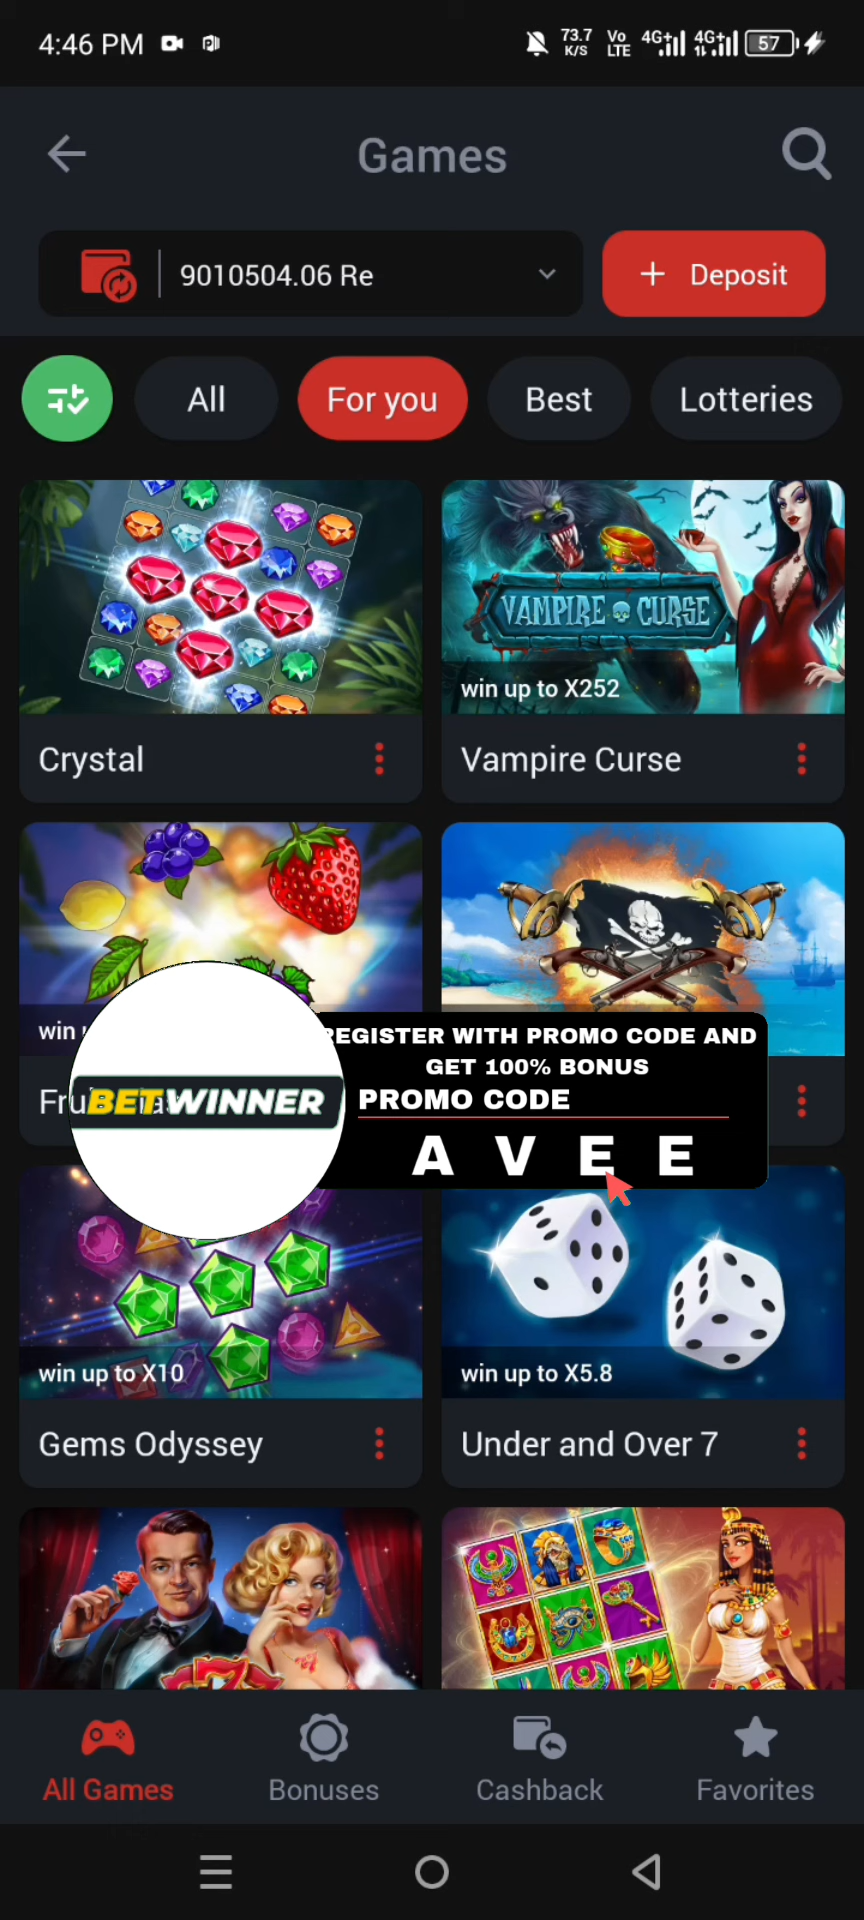 4:46 PM
73.7 K/S Vo LTE 4G+ 4G+ 57
Games
9010504.06 Re
+ Deposit
All
For you
Best
Lotteries
VAMPIRE CURSE
win up to X252
Crystal
Vampire Curse
win
REGISTER WITH PROMO CODE AND
GET 100% BONUS
BETWINNER
PROMO CODE
A V E E
win up to X10
win up to X5.8
Gems Odyssey
Under and Over 7
All Games
Bonuses
Cashback
Favorites